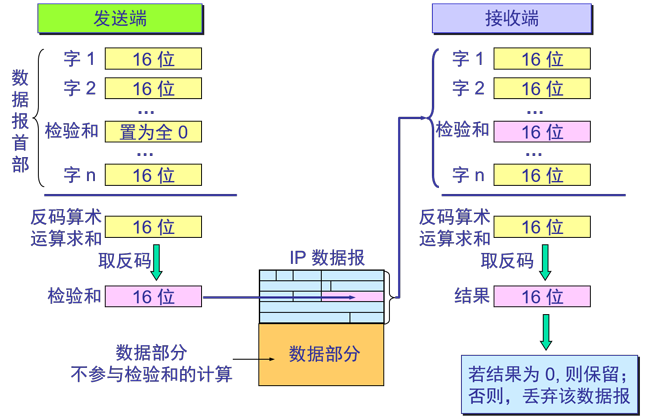 发送端
接收端
数据报首部
字 1
16 位
字 2
16 位
...
检验和
置为全 0
...
字 n
16 位
反码算术
运算求和
16 位
取反码
检验和
16 位
数据部分
不参与检验和的计算
IP 数据报
数据部分
字 1
16 位
字 2
16 位
...
检验和
16 位
...
字 n
16 位
反码算术
运算求和
16 位
取反码
结果
16 位
若结果为 0, 则保留；
否则，丢弃该数据报